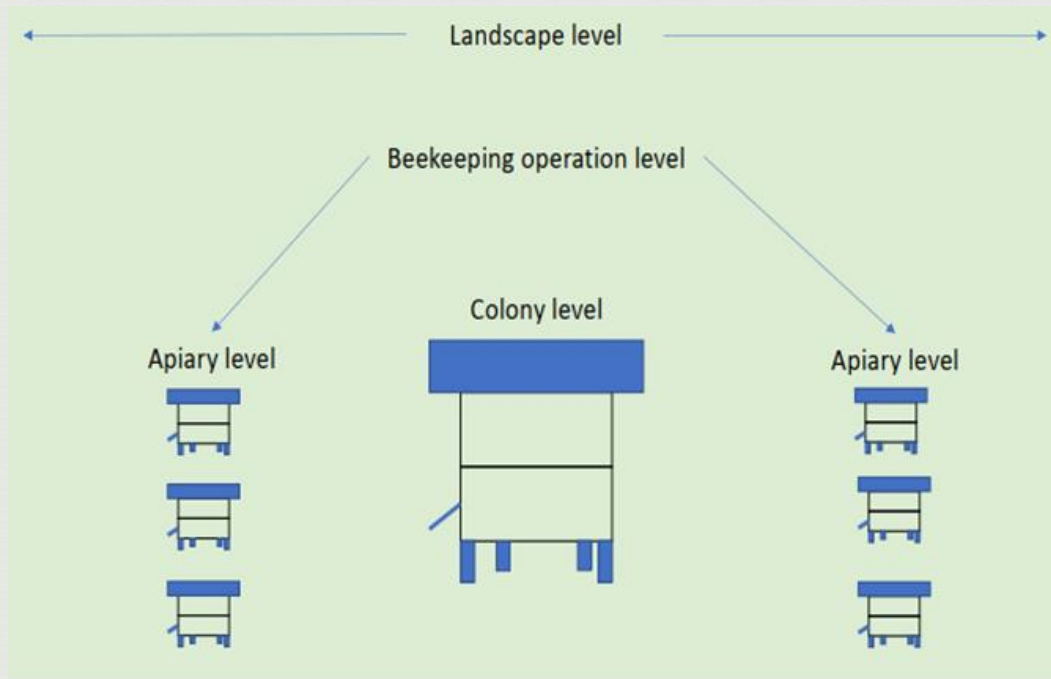 Landscape level
Beekeeping operation level
Colony level
Apiary level
Apiary level